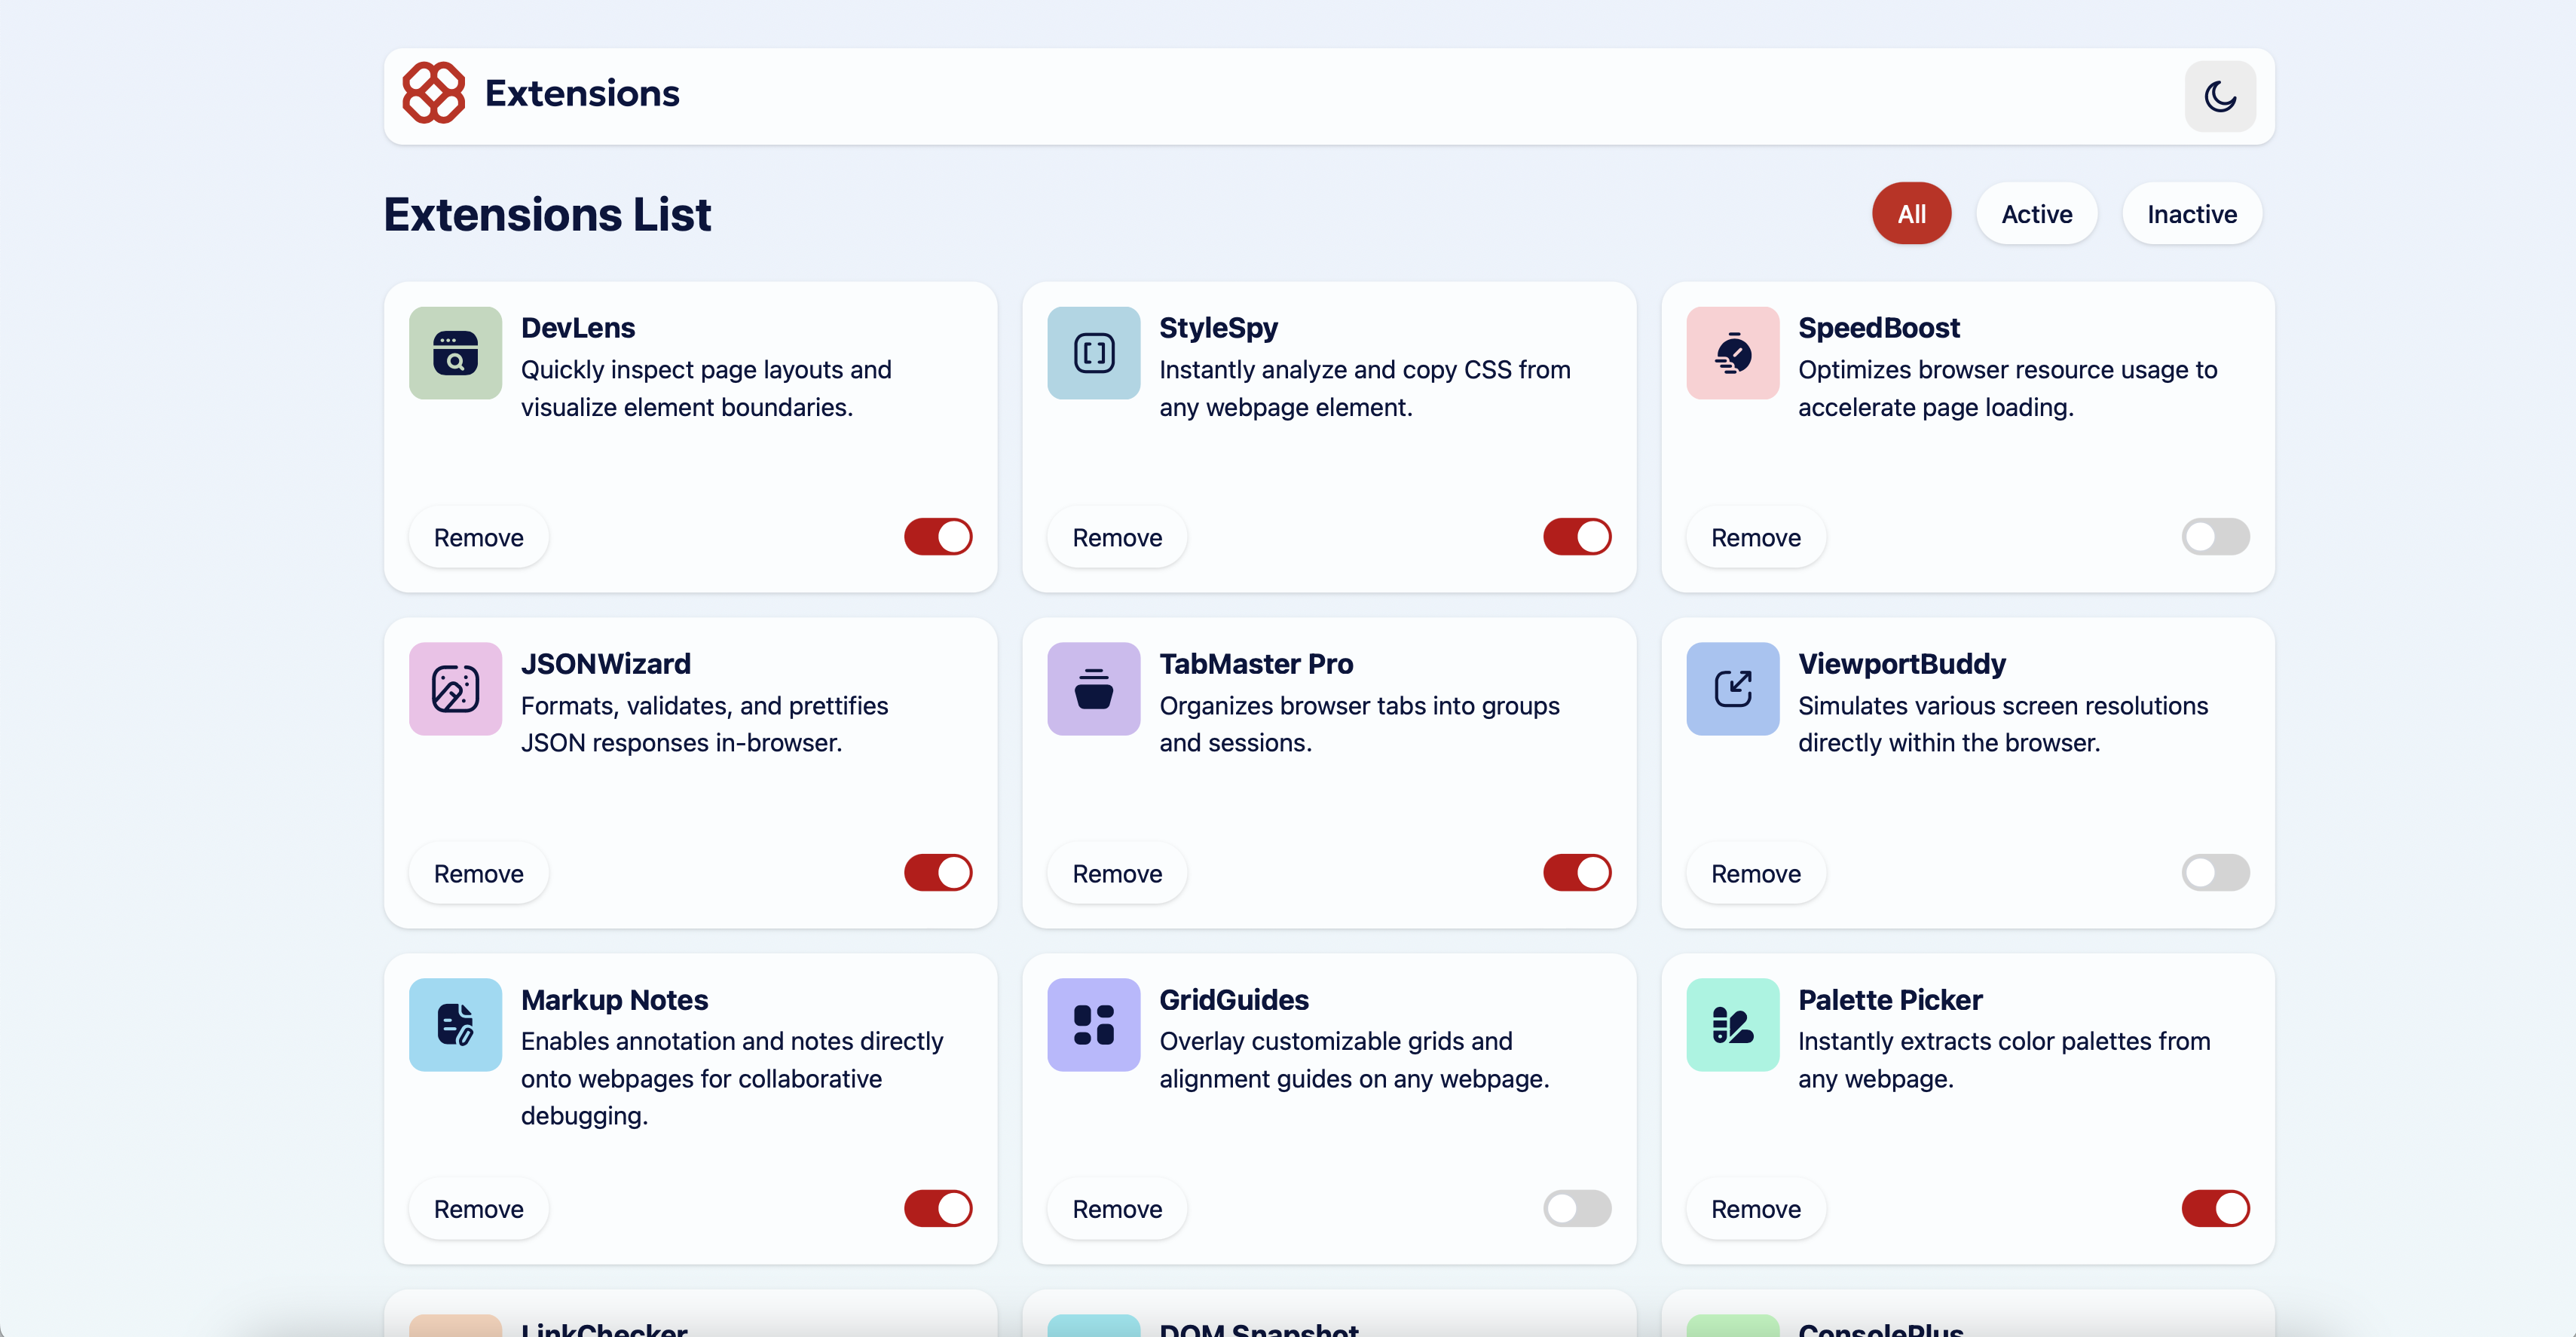 Extensions
Extensions List
All
Active
Inactive
DevLens
Quickly inspect page layouts and
visualize element boundaries.
Remove
StyleSpy
Instantly analyze and copy CSS from
any webpage element.
Remove
SpeedBoost
Optimizes browser resource usage to
accelerate page loading.
Remove
JSONWizard
Formats, validates, and prettifies
JSON responses in-browser.
Remove
TabMaster Pro
Organizes browser tabs into groups
and sessions.
Remove
ViewportBuddy
Simulates various screen resolutions
directly within the browser.
Remove
Markup Notes
Enables annotation and notes directly
onto webpages for collaborative
debugging.
Remove
GridGuides
Overlay customizable grids and
alignment guides on any webpage.
Remove
Palette Picker
Instantly extracts color palettes from
any webpage.
Remove
LinkChecker
DOM Snapshot
ConsolePlus